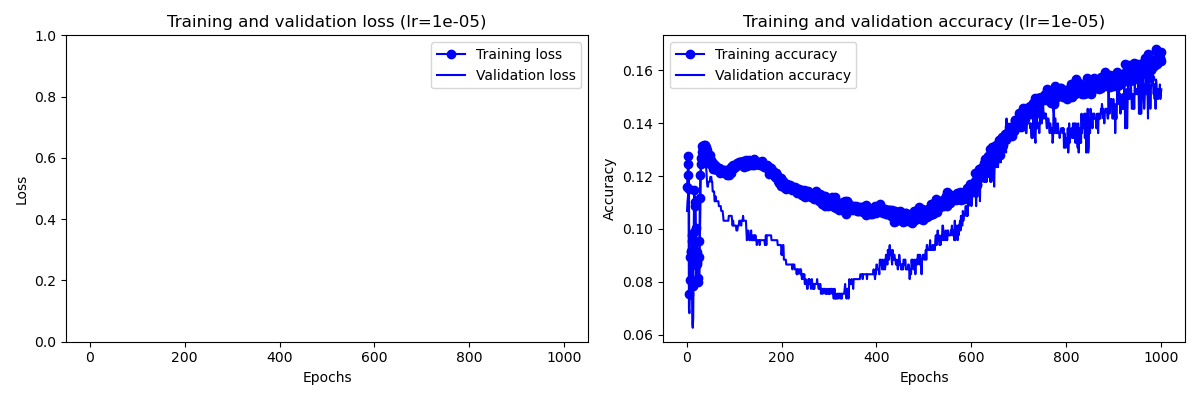 Training and validation loss (lr=1e-05)
1.0
0.8
0.6
0.4
0.2
0.0
Loss
Training loss
Validation loss
0
200
400
600
800
1000
Epochs
Training and validation accuracy (lr=1e-05)
0.16
0.14
0.12
0.10
0.08
0.06
Accuracy
Training accuracy
Validation accuracy
0
200
400
600
800
1000
Epochs